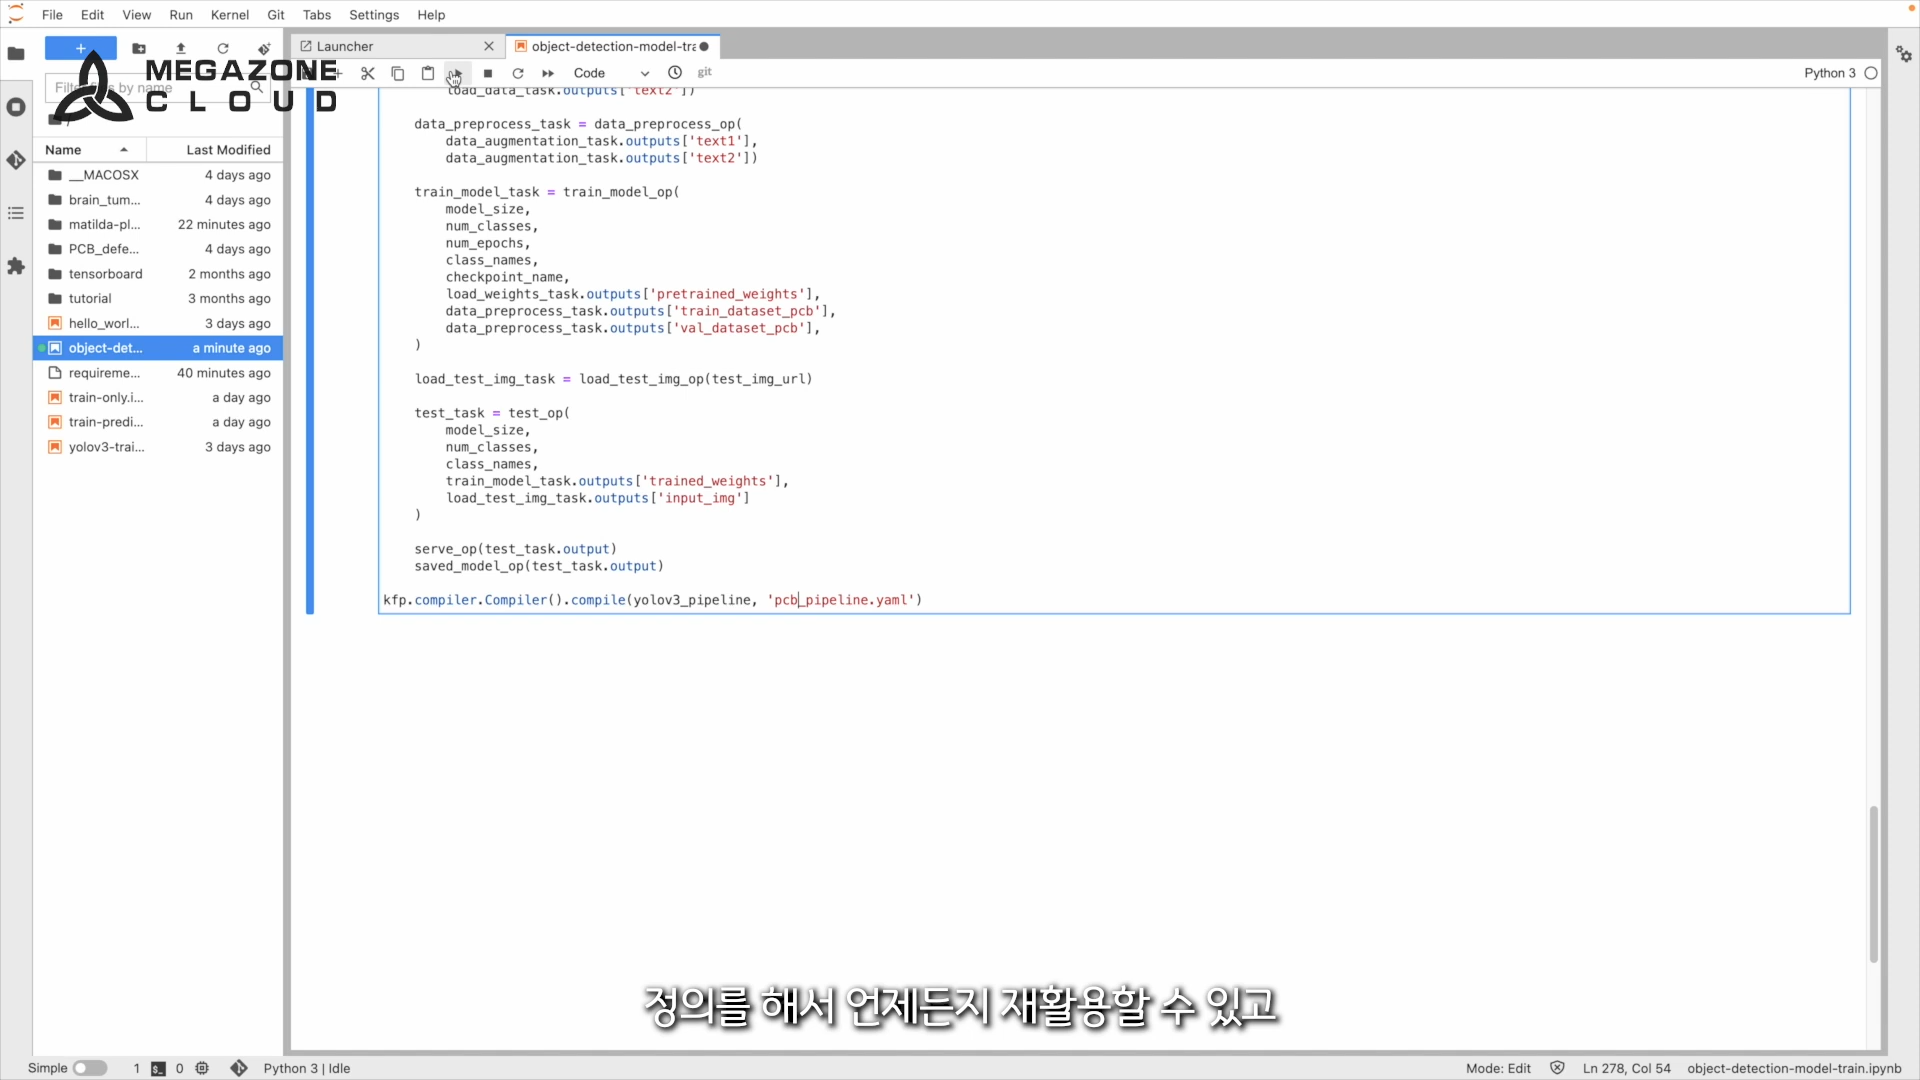 File Edit View Run Kernel Git Tabs Settings Help
Launcher
object-detection-model-tra
MEGAZONE
CLOUD
Code
git
Python 3
Name
Last Modified
__MACOSX 4 days ago
brain_tum... 4 days ago
matilda-pl... 22 minutes ago
PCB_defe... 4 days ago
tensorboard 2 months ago
tutorial 3 months ago
hello_worl... 3 days ago
object-det... a minute ago
requireme... 40 minutes ago
train-only.i... a day ago
train-predi... a day ago
yolov3-trai... 3 days ago
load_data_task.outputs['text2'])
data_preprocess_task = data_preprocess_op(
data_augmentation_task.outputs['text1'],
data_augmentation_task.outputs['text2'])
train_model_task = train_model_op(
model_size,
num_classes,
num_epochs,
class_names,
checkpoint_name,
load_weights_task.outputs['pretrained_weights'],
data_preprocess_task.outputs['train_dataset_pcb'],
data_preprocess_task.outputs['val_dataset_pcb'],
)
load_test_img_task = load_test_img_op(test_img_url)
test_task = test_op(
model_size,
num_classes,
class_names,
train_model_task.outputs['trained_weights'],
load_test_img_task.outputs['input_img']
)
serve_op(test_task.output)
saved_model_op(test_task.output)
kfp.compiler.Compiler().compile(yolov3_pipeline, 'pcb_pipeline.yaml')
정의를 해서 언제든지 재활용할 수 있고
Simple 1 0 Python 3 | Idle
Mode: Edit Ln 278, Col 54 object-detection-model-train.ipynb